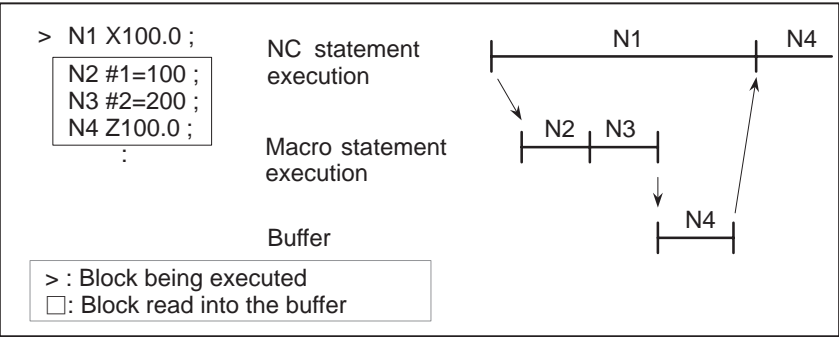 > N1 X100.0 ;
N2 #1=100 ;
N3 #2=200 ;
N4 Z100.0 ;
:
NC statement
execution
N1
N4
Macro statement
execution
N2
N3
Buffer
N4
> : Block being executed
□: Block read into the buffer